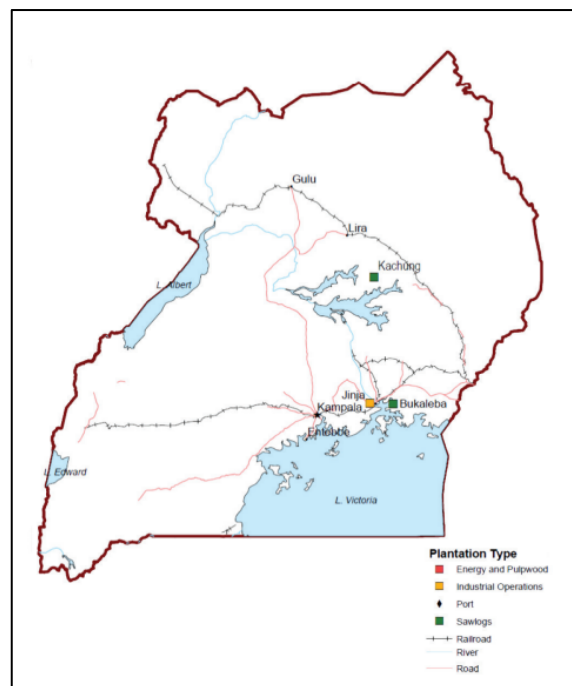 Gulu
Lira
Kachung
L. Albert
Jinja
Kampala
Bukaleba
Entebbe
L. Edward
L. Victoria
Plantation Type
Energy and Pulpwood
Industrial Operations
Port
Sawlogs
Railroad
River
Road